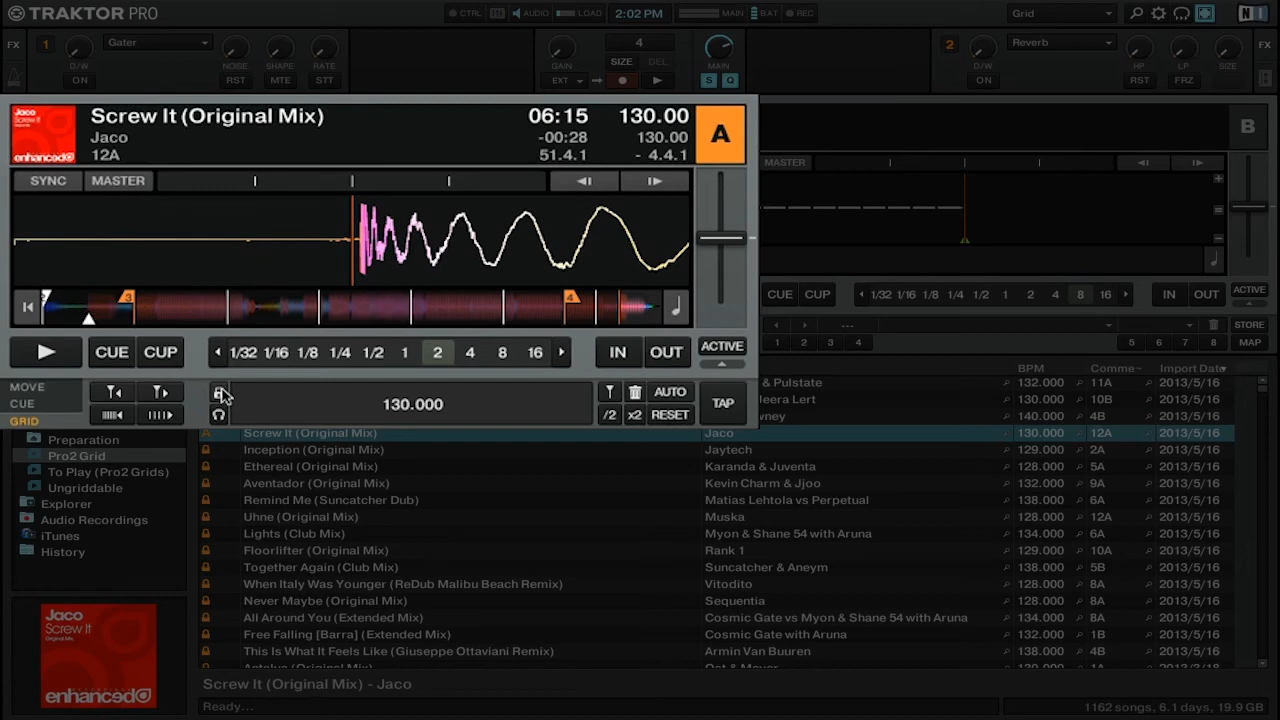 TRAKTOR PRO
CTRL AUDIO LOAD 2:02 PM MAIN BAT REC
Grid
FX 1 Gater
D/W NOISE SHAPE RATE
ON RST MTE STT
GAIN 4 MAIN
SIZE DEL
EXT S Q
2 Reverb FX
D/W HP LP SIZE
ON RST FRZ
Screw It (Original Mix) 06:15 130.00 A
Jaco -00:28 130.00
12A 51.4.1 - 4.4.1
B
SYNC MASTER
MASTER
Jaco
Screw It
enhanced
3 4
CUE CUP 1/32 1/16 1/8 1/4 1/2 1 2 4 8 16 IN OUT ACTIVE
CUE CUP 1/32 1/16 1/8 1/4 1/2 2 4 8 16 IN OUT ACTIVE
--- STORE
1 2 3 4 5 6 7 8 MAP
MOVE
CUE
GRID
130.000
AUTO
/2 x2 RESET
TAP
BPM Comme~ Import Date
& Pulstate 132.000 11A 2013/5/16
eera Lert 130.000 10B 2013/5/16
wney 140.000 4B 2013/5/16
A Screw It (Original Mix) Jaco 130.000 12A 2013/5/16
Inception (Original Mix) Jaytech 129.000 2A 2013/5/16
Ethereal (Original Mix) Karanda & Juventa 128.000 5A 2013/5/16
Aventador (Original Mix) Kevin Charm & Jjoo 132.000 9A 2013/5/16
Remind Me (Suncatcher Dub) Matias Lehtola vs Perpetual 138.000 6A 2013/5/16
Uhne (Original Mix) Muska 128.000 12A 2013/5/16
Lights (Club Mix) Myon & Shane 54 with Aruna 134.000 6A 2013/5/16
Floorlifter (Original Mix) Rank 1 129.000 10A 2013/5/16
Together Again (Club Mix) Suncatcher & Aneym 138.000 5B 2013/5/16
When Italy Was Younger (ReDub Malibu Beach Remix) Vitodito 128.000 8A 2013/5/16
Never Maybe (Original Mix) Sequentia 128.000 8A 2013/5/16
All Around You (Extended Mix) Cosmic Gate vs Myon & Shane 54 with Aruna 134.000 8A 2013/5/16
Free Falling [Barra] (Extended Mix) Cosmic Gate with Aruna 132.000 1B 2013/5/16
This Is What It Feels Like (Giuseppe Ottaviani Remix) Armin Van Buuren 138.000 4B 2013/5/16
Preparation
Pro2 Grid
To Play (Pro2 Grids)
Ungriddable
Explorer
Audio Recordings
iTunes
History
Jaco
Screw It
Original Mix
enhanced
Screw It (Original Mix) - Jaco
Ready...
1162 songs, 6.1 days, 19.9 GB